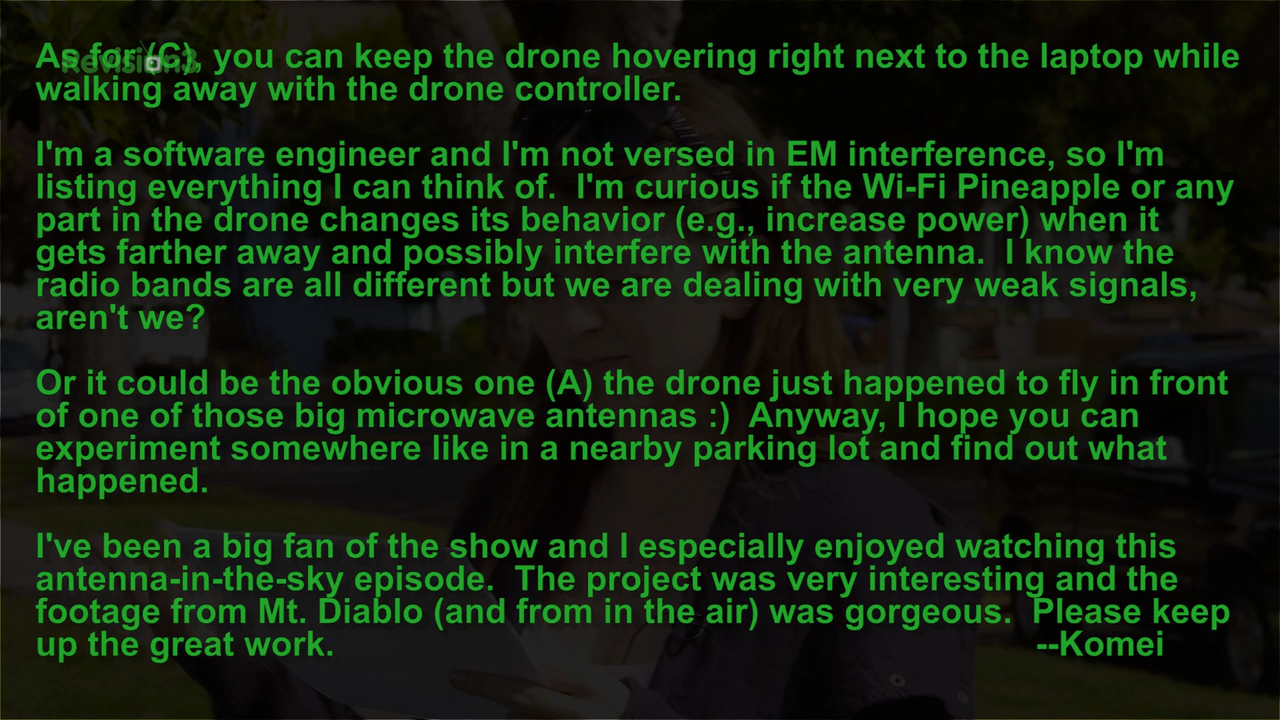 As for (C), you can keep the drone hovering right next to the laptop while
walking away with the drone controller.
I'm a software engineer and I'm not versed in EM interference, so I'm
listing everything I can think of.  I'm curious if the Wi-Fi Pineapple or any
part in the drone changes its behavior (e.g., increase power) when it
gets farther away and possibly interfere with the antenna.  I know the
radio bands are all different but we are dealing with very weak signals,
aren't we?
Or it could be the obvious one (A) the drone just happened to fly in front
of one of those big microwave antennas :)  Anyway, I hope you can
experiment somewhere like in a nearby parking lot and find out what
happened.
I've been a big fan of the show and I especially enjoyed watching this
antenna-in-the-sky episode.  The project was very interesting and the
footage from Mt. Diablo (and from in the air) was gorgeous.  Please keep
up the great work.
--Komei
Revision3